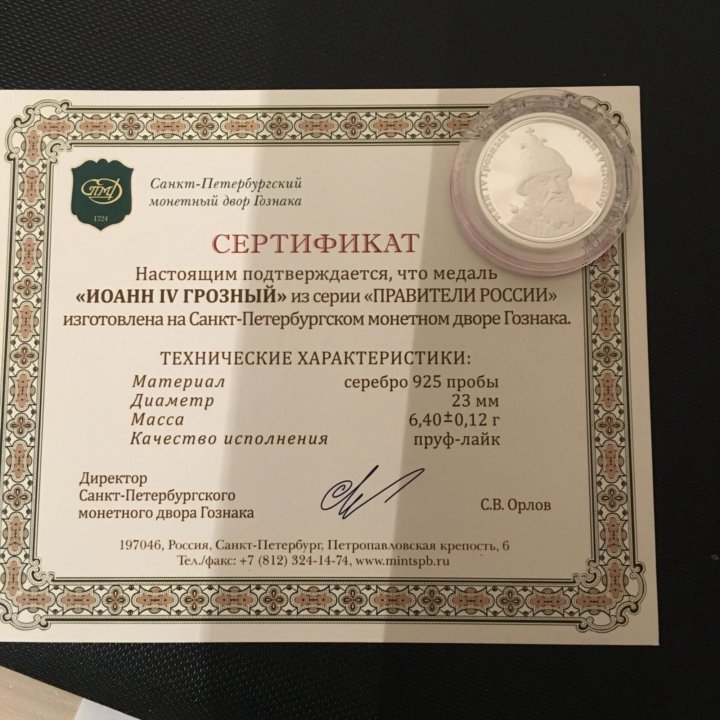 СПМД
1724
Санкт-Петербургский
монетный двор Гознака
СЕРТИФИКАТ
Настоящим подтверждается, что медаль
«ИОАНН IV ГРОЗНЫЙ» из серии «ПРАВИТЕЛИ РОССИИ»
изготовлена на Санкт-Петербургском монетном дворе Гознака.
ТЕХНИЧЕСКИЕ ХАРАКТЕРИСТИКИ:
Материал серебро 925 пробы
Диаметр 23 мм
Масса 6,40±0,12 г
Качество исполнения пруф-лайк
Директор
Санкт-Петербургского
монетного двора Гознака
С.В. Орлов
197046, Россия, Санкт-Петербург, Петропавловская крепость, 6
Тел./факс: +7 (812) 324-14-74, www.mintspb.ru